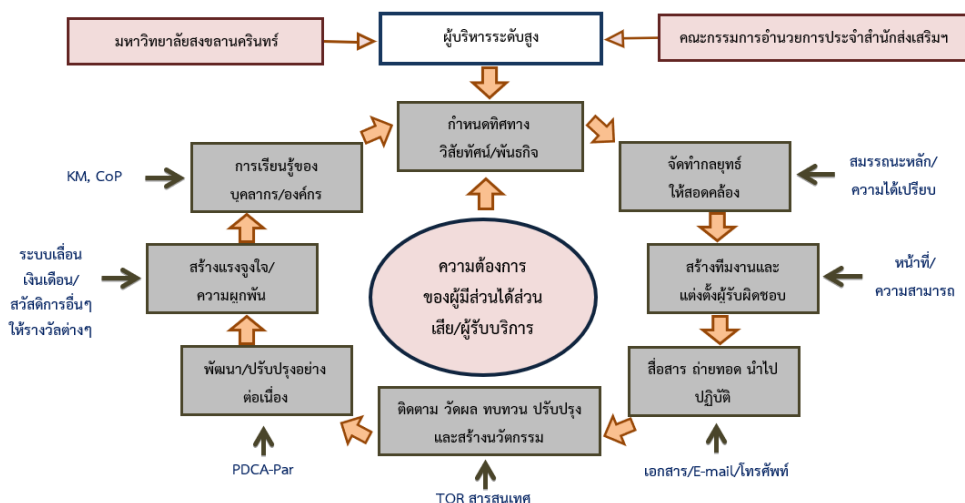 มหาวิทยาลัยสงขลานครินทร์
ผู้บริหารระดับสูง
คณะกรรมการอำนวยการประจำสำนักส่งเสริมฯ
กำหนดทิศทาง
วิสัยทัศน์/พันธกิจ
จัดทำกลยุทธ์
ให้สอดคล้อง
สมรรถนะหลัก/
ความได้เปรียบ
สร้างทีมงานและ
แต่งตั้งผู้รับผิดชอบ
หน้าที่/
ความสามารถ
สื่อสาร ถ่ายทอด นำไป
ปฏิบัติ
เอกสาร/E-mail/โทรศัพท์
ติดตาม วัดผล ทบทวน ปรับปรุง
และสร้างนวัตกรรม
TOR สารสนเทศ
พัฒนา/ปรับปรุงอย่าง
ต่อเนื่อง
PDCA-Par
สร้างแรงจูงใจ/
ความผูกพัน
ระบบเลื่อน
เงินเดือน/
สวัสดิการอื่นๆ
ให้รางวัลต่างๆ
การเรียนรู้ของ
บุคลากร/องค์กร
KM, CoP
ความต้องการ
ของผู้มีส่วนได้ส่วน
เสีย/ผู้รับบริการ